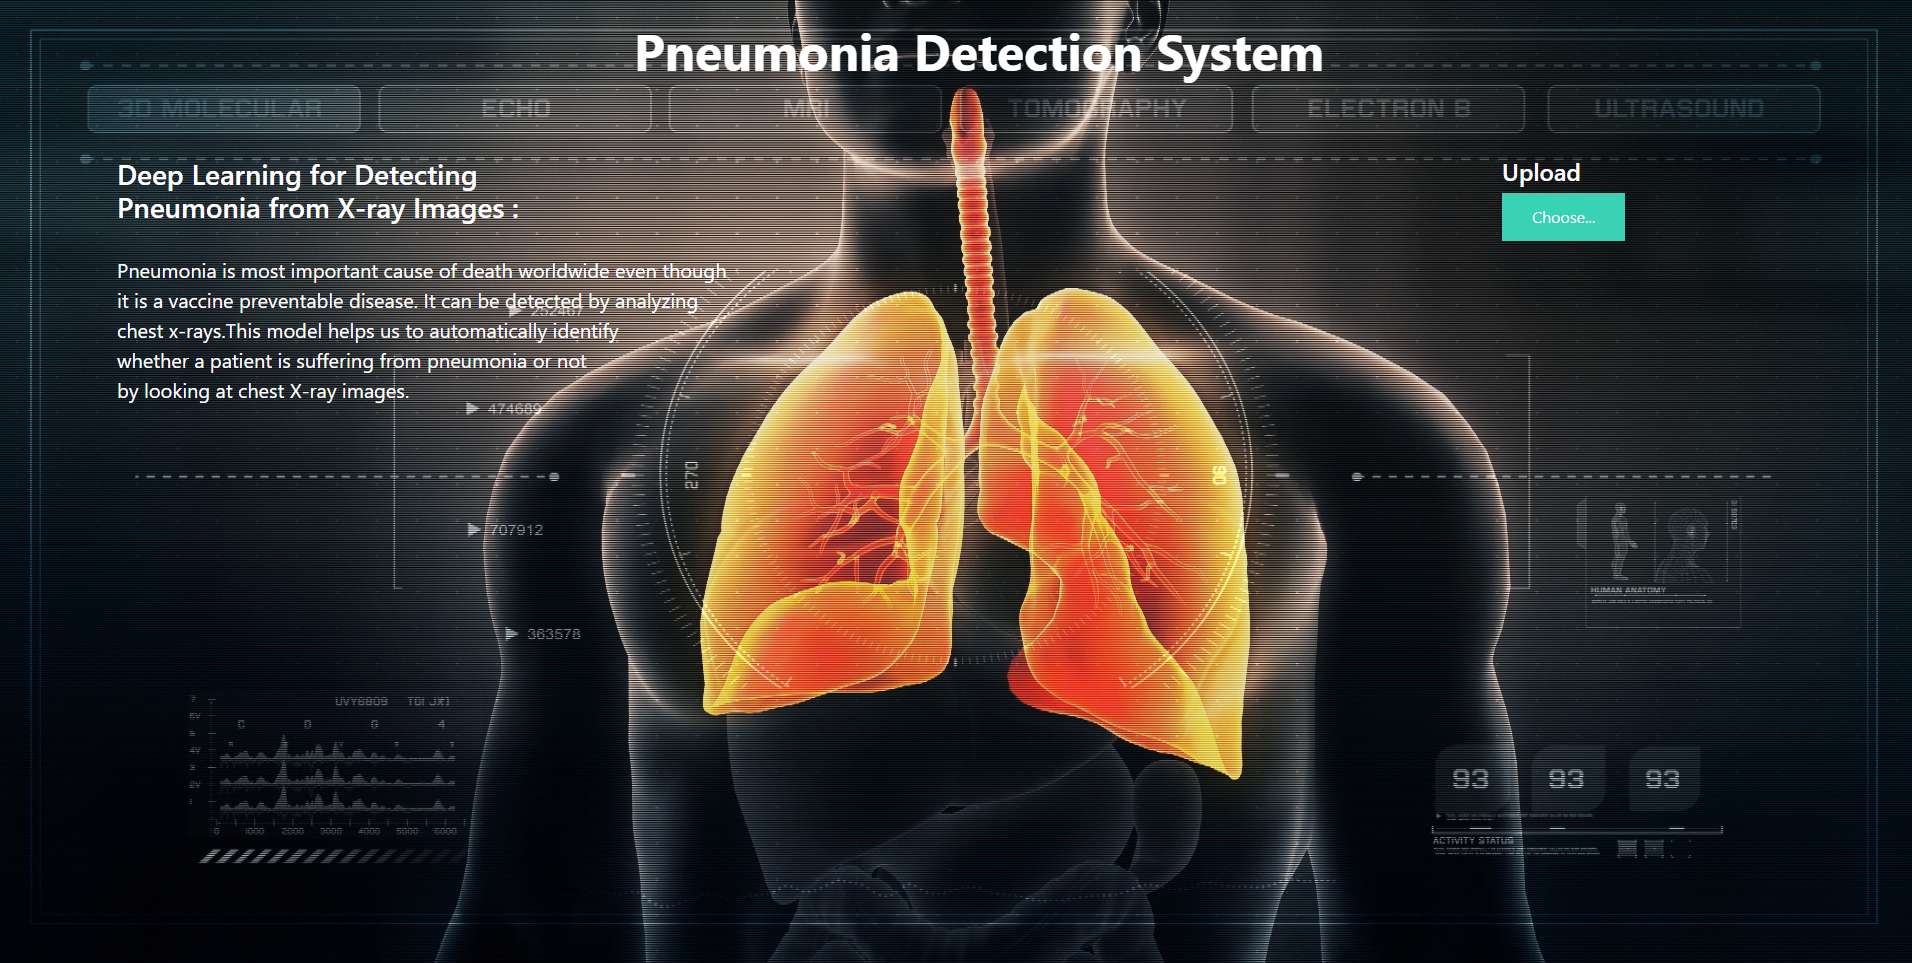 Pneumonia Detection System
3D MOLECULAR
ECHO
MRI
TOMOGRAPHY
ELECTRON B
ULTRASOUND
Deep Learning for Detecting
Pneumonia from X-ray Images :
Upload
Choose...
Pneumonia is most important cause of death worldwide even though
it is a vaccine preventable disease. It can be detected by analyzing
chest x-rays.This model helps us to automatically identify
whether a patient is suffering from pneumonia or not
by looking at chest X-ray images.
252467
474689
270
90
707912
HUMAN ANATOMY
363578
UVY6809
C D G 4
0 1000 2000 3000 4000 5000 6000
93 93 93
ACTIVITY STATUS